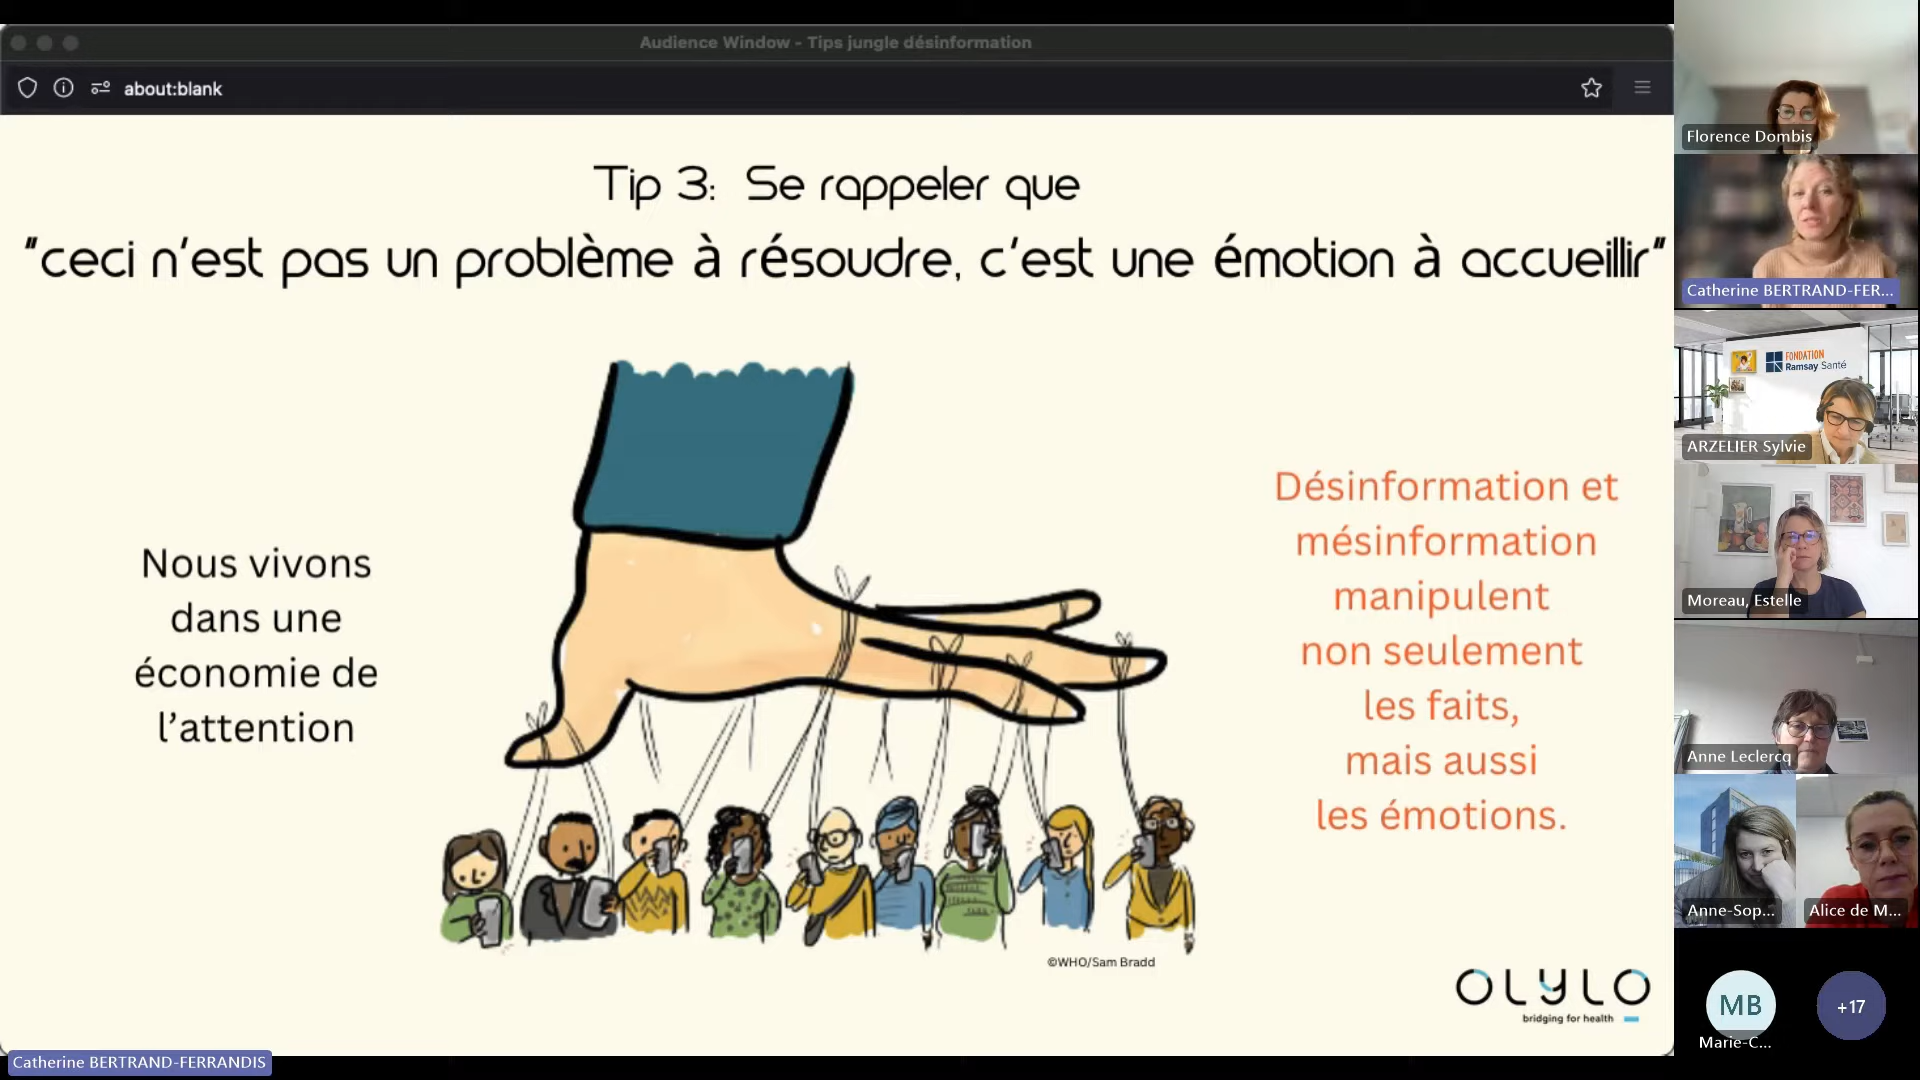 Audience Window - Tips jungle désinformation
about:blank
Tip 3: Se rappeler que
"ceci n'est pas un problème à résoudre, c'est une émotion à accueillir"
Nous vivons
dans une
économie de
l'attention
Désinformation et
mésinformation
manipulent
non seulement
les faits,
mais aussi
les émotions.
©WHO/Sam Bradd
OLYLO
bridging for health
Catherine BERTRAND-FERRANDIS
Florence Dombis
Catherine BERTRAND-FER...
FONDATION
Ramsay Santé
ARZELIER Sylvie
Moreau, Estelle
Anne Leclercq
Anne-Sop...
Alice de M...
MB
+17
Marie-C...